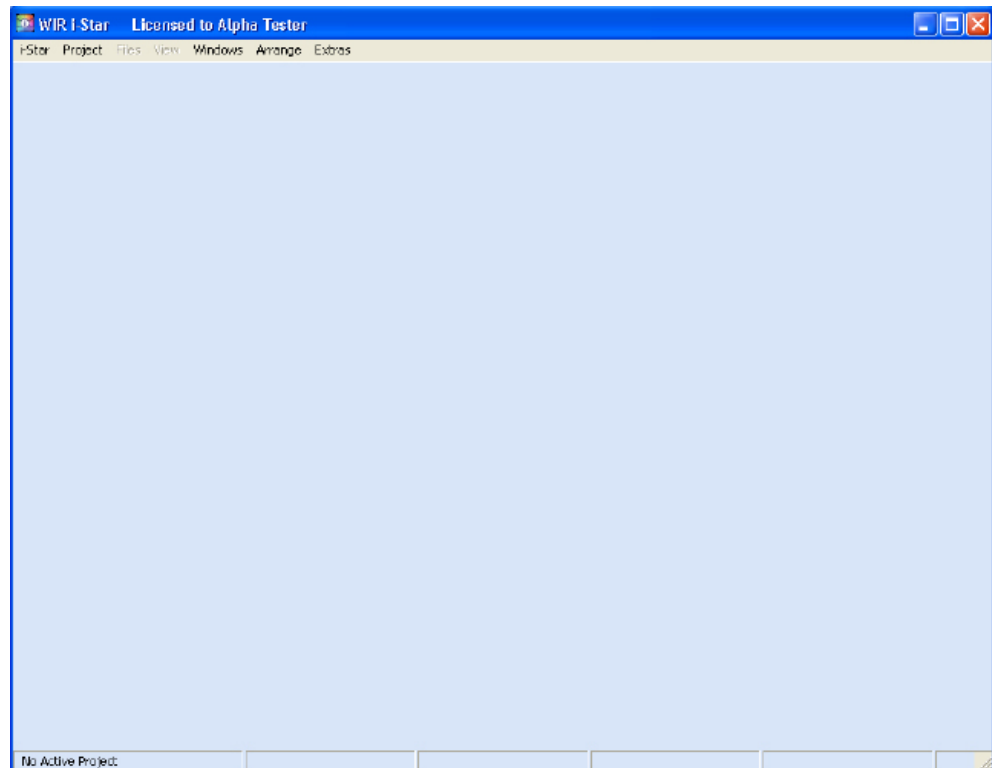 WIR i-Star Licensed to Alpha Tester
i-Star Project Files View Windows Arrange Extras
No Active Project